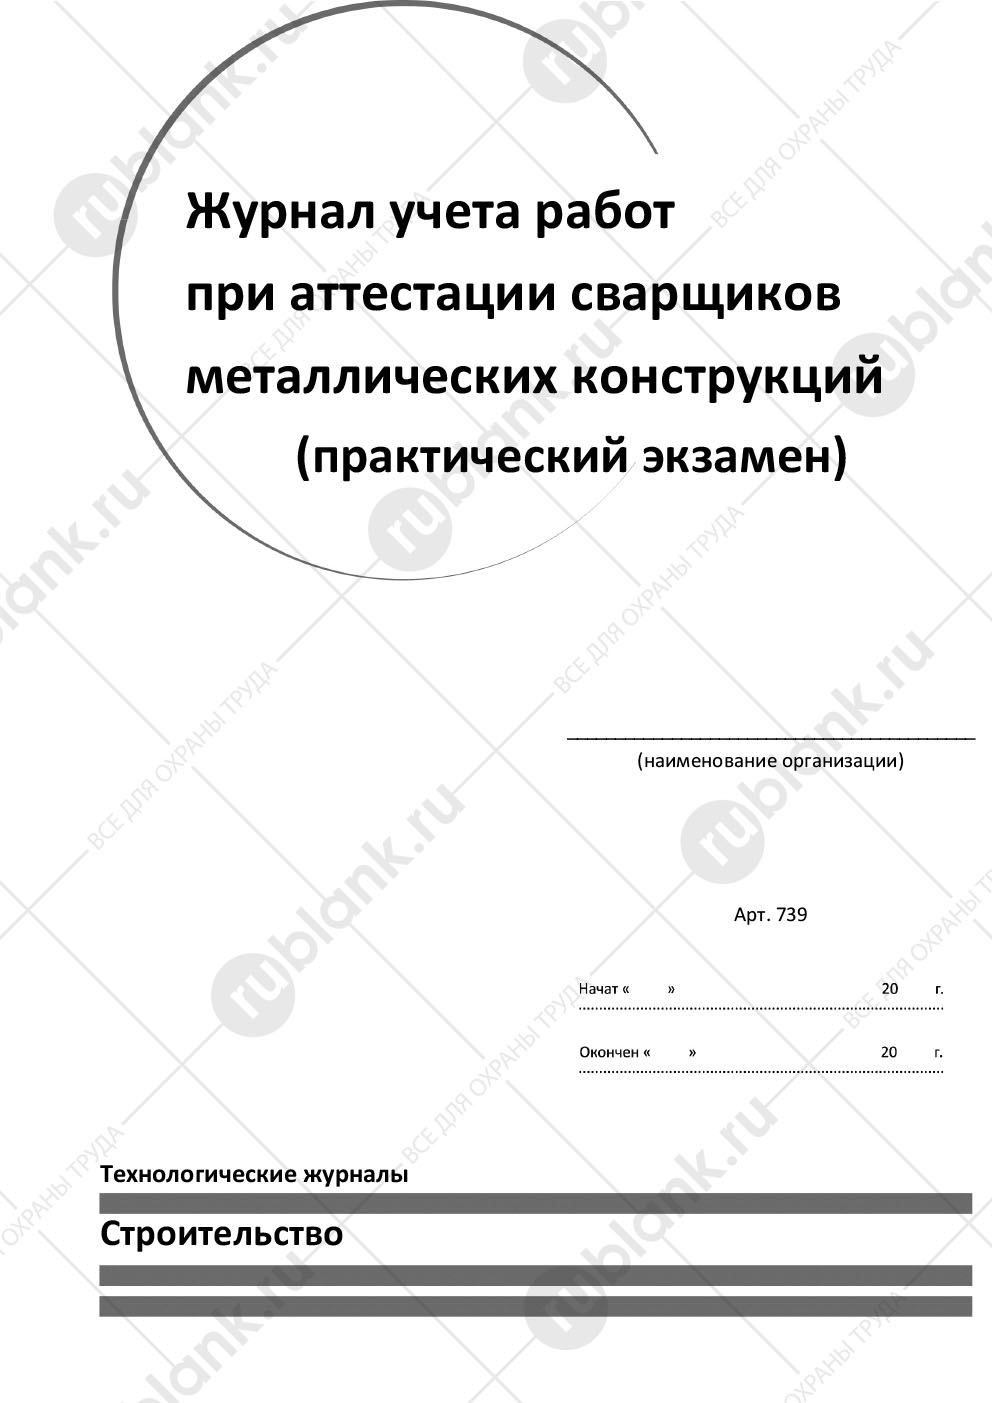 Журнал учета работ
при аттестации сварщиков
металлических конструкций
(практический экзамен)
(наименование организации)
Арт. 739
Начат « » 20 г.
Окончен « » 20 г.
Технологические журналы
Строительство
rublank.ru
ВСЕ ДЛЯ ОХРАНЫ ТРУДА